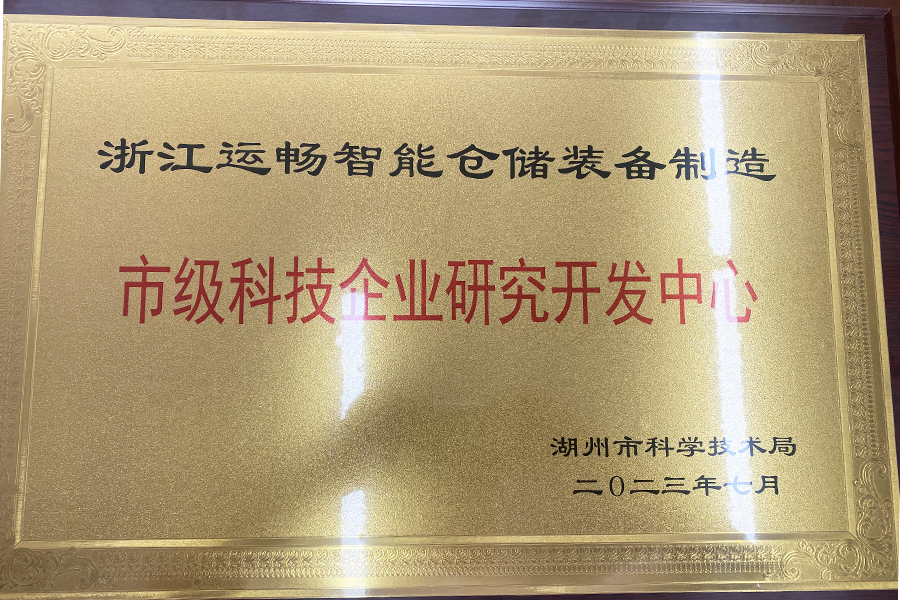 浙江运畅智能仓储装备制造
市级科技企业研究开发中心
湖州市科学技术局
二0二三年七月